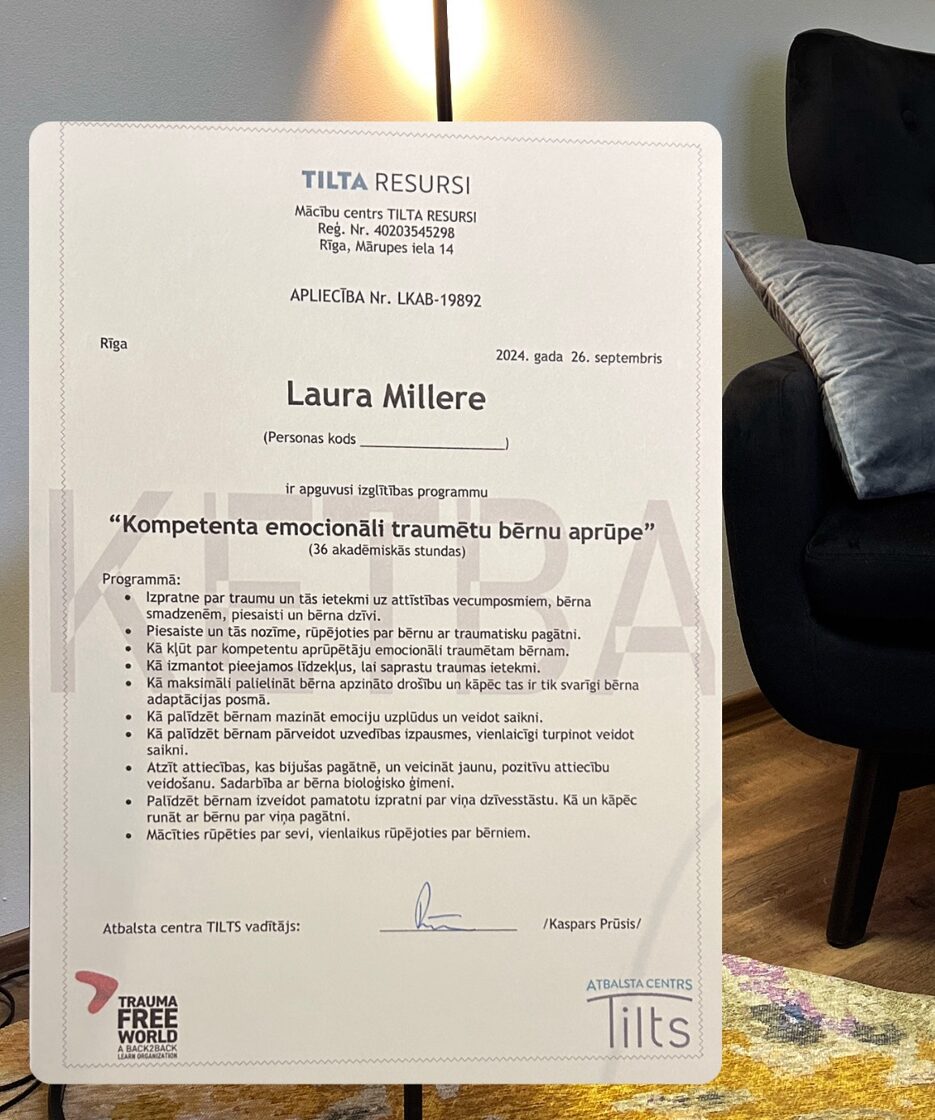 TILTA RESURSI
Mācību centrs TILTA RESURSI
Reģ. Nr. 40203545298
Rīga, Mārupes iela 14
APLIECĪBA Nr. LKAB-19892
Rīga
2024. gada 26. septembris
Laura Millere
(Personas kods ____________________)
ir apguvusi izglītības programmu
KETBA
“Kompetenta emocionāli traumētu bērnu aprūpe”
(36 akadēmiskās stundas)
Programmā:
• Izpratne par traumu un tās ietekmi uz attīstības vecumposmiem, bērna
smadzenēm, piesaisti un bērna dzīvi.
• Piesaiste un tās nozīme, rūpējoties par bērnu ar traumatisku pagātni.
• Kā kļūt par kompetentu aprūpētāju emocionāli traumētam bērnam.
• Kā izmantot pieejamos līdzekļus, lai saprastu traumas ietekmi.
• Kā maksimāli palielināt bērna apzināto drošību un kāpēc tas ir tik svarīgi bērna
adaptācijas posmā.
• Kā palīdzēt bērnam mazināt emociju uzplūdus un veidot saikni.
• Kā palīdzēt bērnam pārveidot uzvedības izpausmes, vienlaicīgi turpinot veidot
saikni.
• Atzīt attiecības, kas bijušas pagātnē, un veicināt jaunu, pozitīvu attiecību
veidošanu. Sadarbība ar bērna bioloģisko ģimeni.
• Palīdzēt bērnam izveidot pamatotu izpratni par viņa dzīvesstāstu. Kā un kāpēc
runāt ar bērnu par viņa pagātni.
• Mācīties rūpēties par sevi, vienlaikus rūpējoties par bērniem.
Atbalsta centra TILTS vadītājs: /Kaspars Prūsis/
TRAUMA
FREE
WORLD
A BACK2BACK
LEARN ORGANIZATION
ATBALSTA CENTRS
Tilts